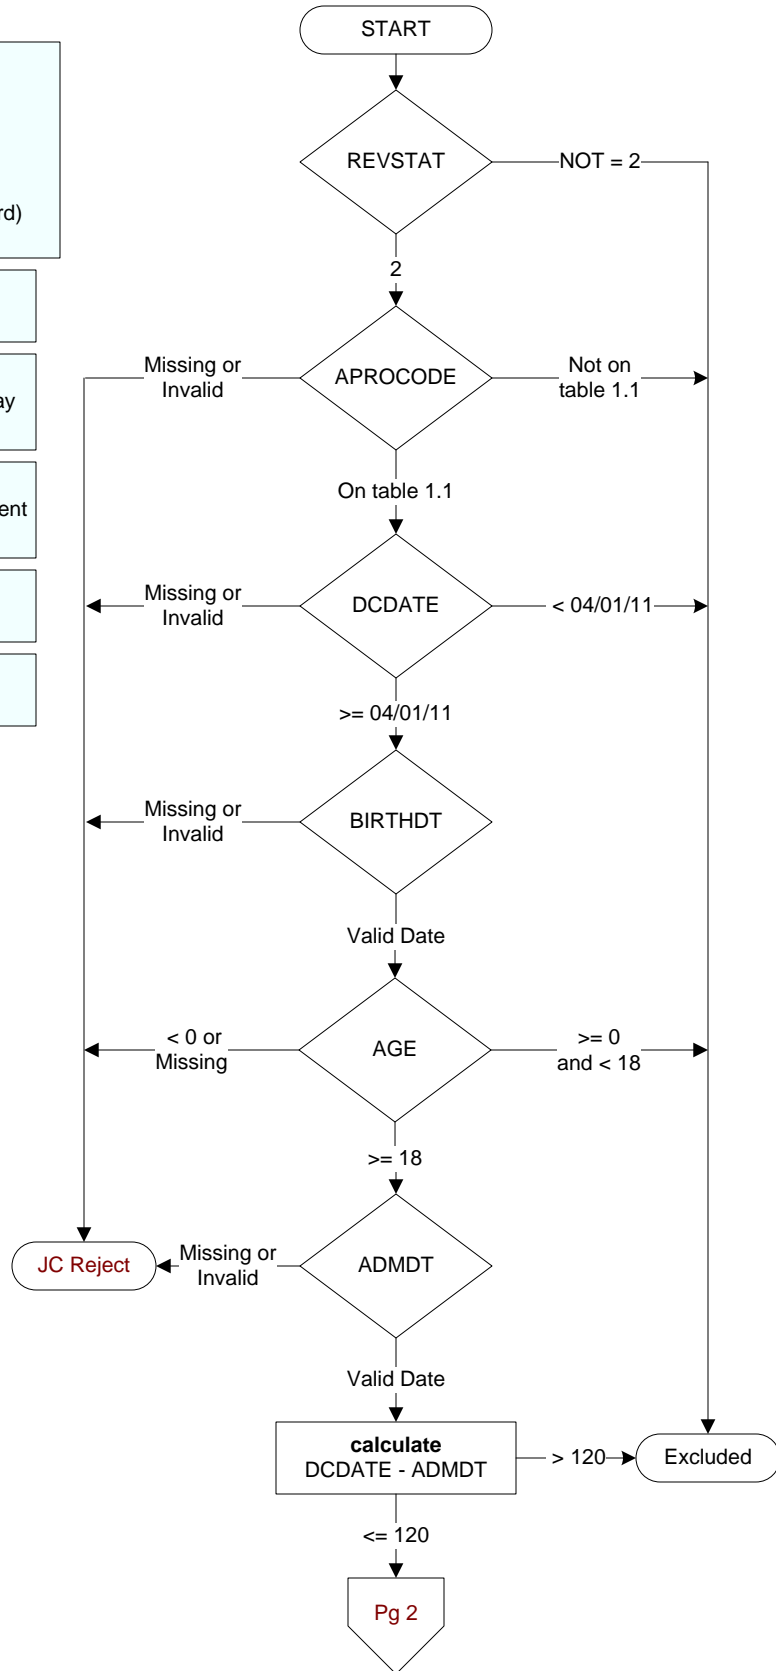 START
REVSTAT
NOT = 2
rd)
2
Missing or
Invalid
APROCODE
Not on
table 1.1
ay
On table 1.1
ent
Missing or
Invalid
DCDATE
< 04/01/11
>= 04/01/11
Missing or
Invalid
BIRTHDT
Valid Date
< 0 or
Missing
AGE
>= 0
and < 18
>= 18
JC Reject
Missing or
Invalid
ADMDT
Valid Date
calculate
DCDATE - ADMDT
> 120
Excluded
<= 120
Pg 2